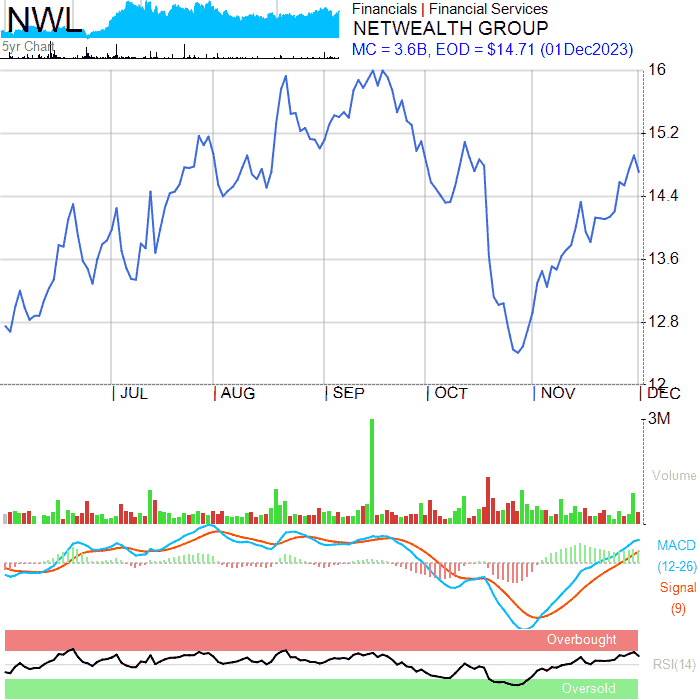 NWL
5yr Chart
Financials | Financial Services
NETWEALTH GROUP
MC = 3.6B, EOD = $14.71 (01Dec2023)
16
15.2
14.4
13.6
12.8
12
JUL AUG SEP OCT NOV DEC
3M
Volume
MACD
(12-26)
Signal
(9)
Overbought
RSI(14)
Oversold